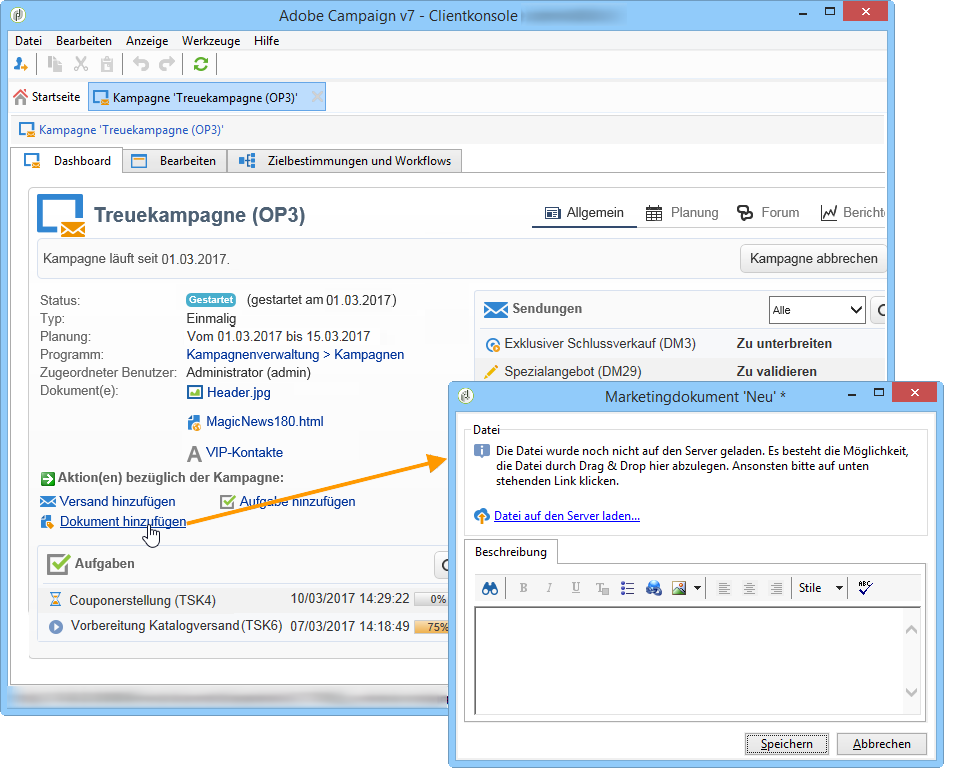 Adobe Campaign v7 - Clientkonsole
Datei Bearbeiten Anzeige Werkzeuge Hilfe
Startseite Kampagne 'Treuekampagne (OP3)'
Kampagne 'Treuekampagne (OP3)'
Dashboard Bearbeiten Zielbestimmungen und Workflows
Treuekampagne (OP3) Allgemein Planung Forum Bericht
Kampagne läuft seit 01.03.2017. Kampagne abbrechen
Status: Gestartet (gestartet am 01.03.2017)
Typ: Einmalig
Planung: Vom 01.03.2017 bis 15.03.2017
Programm: Kampagnenverwaltung > Kampagnen
Zugeordneter Benutzer: Administrator (admin)
Dokument(e): Header.jpg
MagicNews180.html
VIP-Kontakte
Aktion(en) bezüglich der Kampagne:
Versand hinzufügen Aufgabe hinzufügen
Dokument hinzufügen
Sendungen Alle
Exklusiver Schlussverkauf (DM3) Zu unterbreiten
Spezialangebot (DM29) Zu validieren
Aufgaben
Couponerstellung (TSK4) 10/03/2017 14:29:22 0%
Vorbereitung Katalogversand (TSK6) 07/03/2017 14:18:49 75%
Marketingdokument 'Neu' *
Datei
Die Datei wurde noch nicht auf den Server geladen. Es besteht die Möglichkeit,
die Datei durch Drag & Drop hier abzulegen. Ansonsten bitte auf unten
stehenden Link klicken.
Datei auf den Server laden...
Beschreibung
B I U T Stile ABC
Speichern Abbrechen